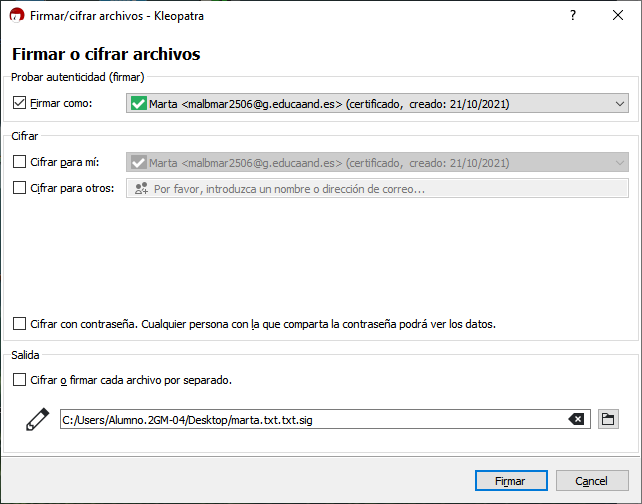 Firmar/cifrar archivos - Kleopatra
Firmar o cifrar archivos
Probar autenticidad (firmar)
Firmar como: Marta <malbmar2506@g.educaand.es> (certificado, creado: 21/10/2021)
Cifrar
Cifrar para mí: Marta <malbmar2506@g.educaand.es> (certificado, creado: 21/10/2021)
Cifrar para otros: Por favor, introduzca un nombre o dirección de correo...
Cifrar con contraseña. Cualquier persona con la que comparta la contraseña podrá ver los datos.
Salida
Cifrar o firmar cada archivo por separado.
C:/Users/Alumno.2GM-04/Desktop/marta.txt.txt.sig
Firmar Cancel